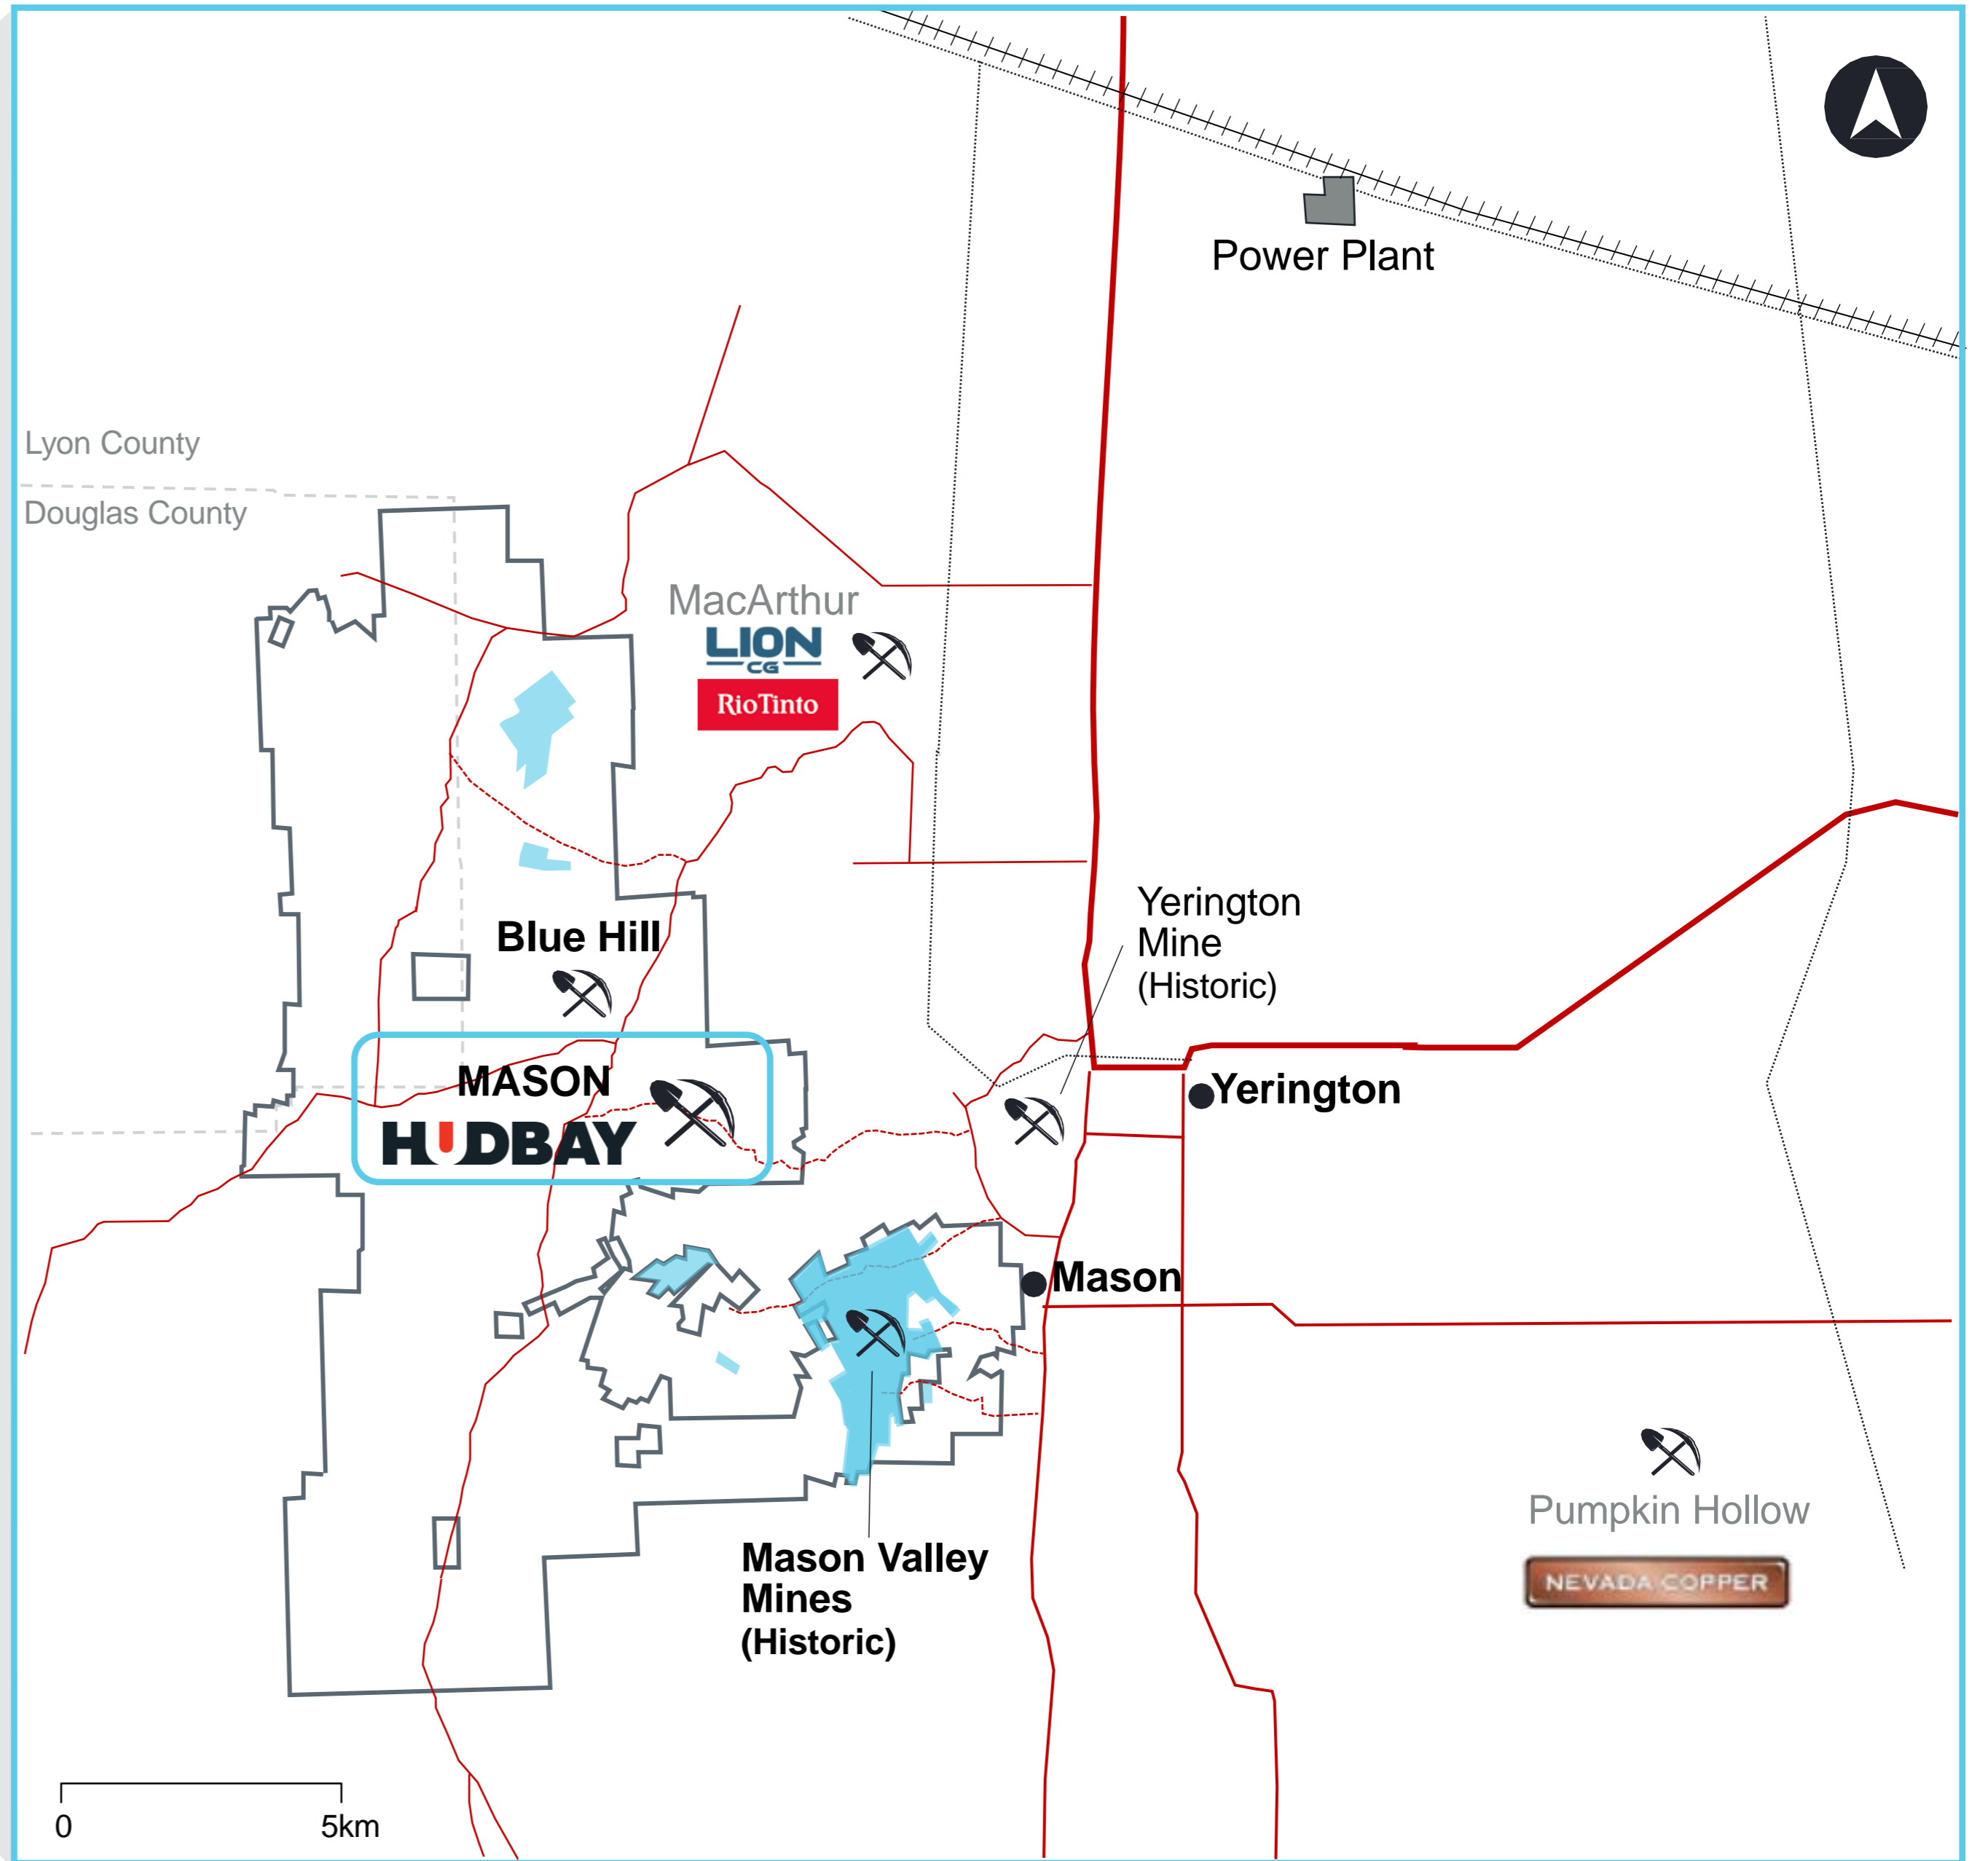 Power Plant
Lyon County
Douglas County
MacArthur
LION
CG
RioTinto
Yerington
Mine
(Historic)
Blue Hill
MASON
HUDBAY
Yerington
Mason
Pumpkin Hollow
NEVADA COPPER
Mason Valley
Mines
(Historic)
0 5km